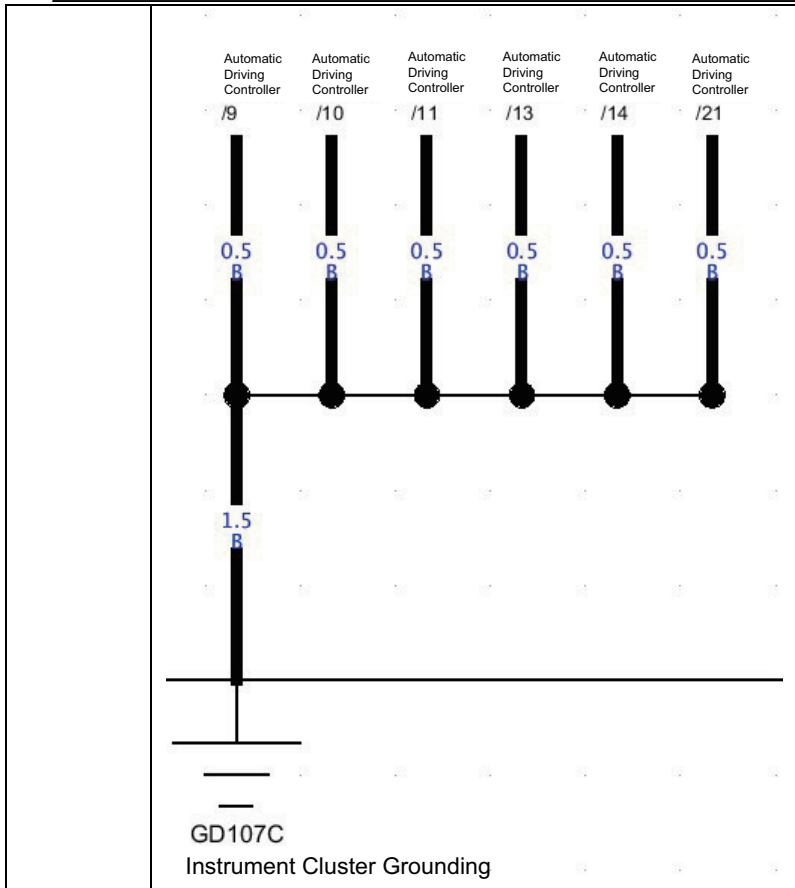 Automatic Driving Controller
/9
Automatic Driving Controller
/10
Automatic Driving Controller
/11
Automatic Driving Controller
/13
Automatic Driving Controller
/14
Automatic Driving Controller
/21
0.5
B
0.5
B
0.5
B
0.5
B
0.5
B
0.5
B
1.5
B
GD107C
Instrument Cluster Grounding